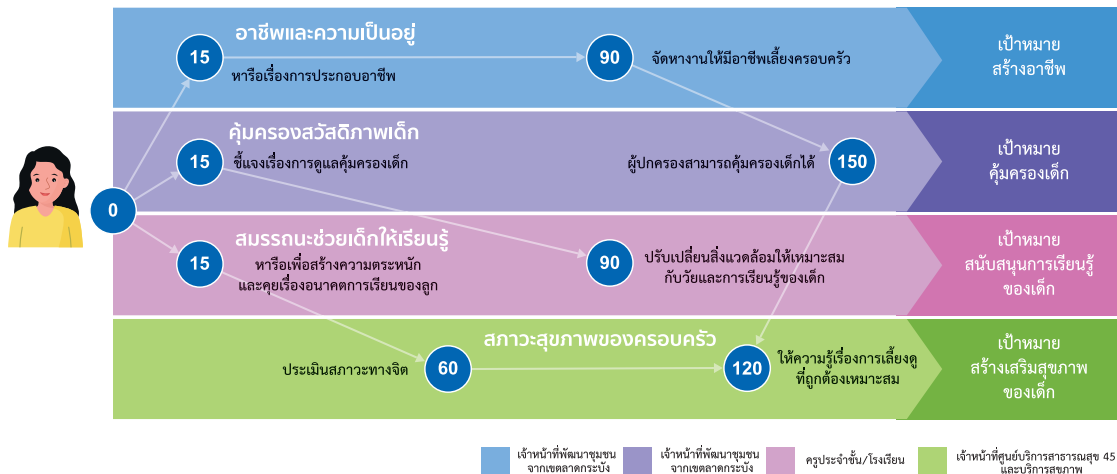 อาชีพและความเป็นอยู่
15
หารือเรื่องการประกอบอาชีพ
90
จัดหางานให้มีอาชีพเลี้ยงครอบครัว
เป้าหมาย
สร้างอาชีพ
คุ้มครองสวัสดิภาพเด็ก
15
ชี้แจงเรื่องการดูแลคุ้มครองเด็ก
ผู้ปกครองสามารถคุ้มครองเด็กได้
150
เป้าหมาย
คุ้มครองเด็ก
0
สมรรถนะช่วยเด็กให้เรียนรู้
15
หารือเพื่อสร้างความตระหนัก
และคุยเรื่องอนาคตการเรียนของลูก
90
ปรับเปลี่ยนสิ่งแวดล้อมให้เหมาะสม
กับวัยและการเรียนรู้ของเด็ก
เป้าหมาย
สนับสนุนการเรียนรู้
ของเด็ก
สภาวะสุขภาพของครอบครัว
ประเมินสภาวะทางจิต
60
120
ให้ความรู้เรื่องการเลี้ยงดู
ที่ถูกต้องเหมาะสม
เป้าหมาย
สร้างเสริมสุขภาพ
ของเด็ก
เจ้าหน้าที่พัฒนาชุมชน
จากเขตลาดกระบัง
เจ้าหน้าที่พัฒนาชุมชน
จากเขตลาดกระบัง
ครูประจำชั้น/โรงเรียน
เจ้าหน้าที่ศูนย์บริการสาธารณสุข 45
และบริการสุขภาพ